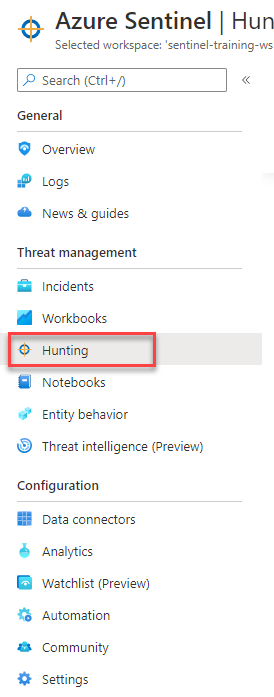 Azure Sentinel | Hun
Selected workspace: 'sentinel-training-ws
Search (Ctrl+/)
«
General
Overview
Logs
News & guides
Threat management
Incidents
Workbooks
Hunting
Notebooks
Entity behavior
Threat intelligence (Preview)
Configuration
Data connectors
Analytics
Watchlist (Preview)
Automation
Community
Settings